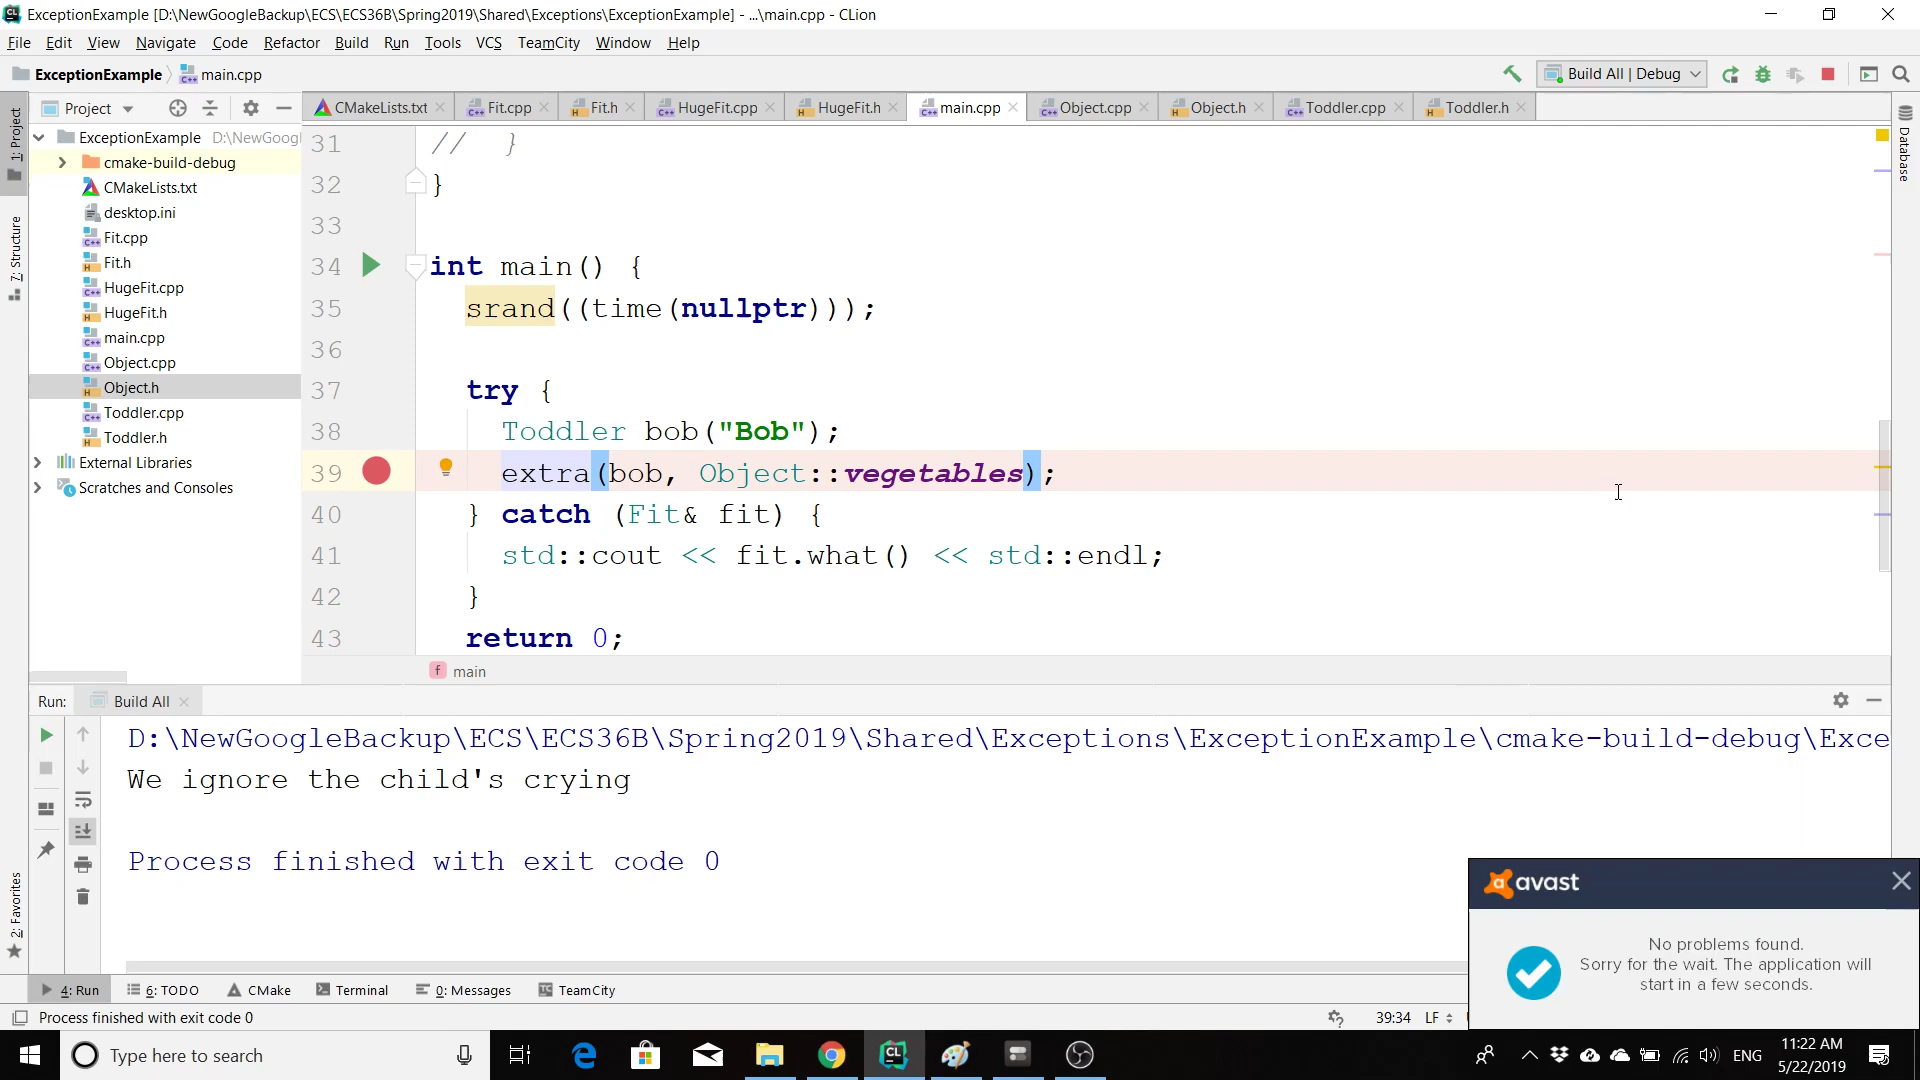 ExceptionExample [D:\NewGoogleBackup\ECS\ECS36B\Spring2019\Shared\Exceptions\ExceptionExample] - ...\main.cpp - CLion
File Edit View Navigate Code Refactor Build Run Tools VCS TeamCity Window Help
ExceptionExample main.cpp
Build All | Debug
Project
CMakeLists.txt Fit.cpp Fit.h HugeFit.cpp HugeFit.h main.cpp Object.cpp Object.h Toddler.cpp Toddler.h
1: Project
7: Structure
2: Favorites
Database
ExceptionExample D:\NewGoogl
cmake-build-debug
CMakeLists.txt
desktop.ini
Fit.cpp
Fit.h
HugeFit.cpp
HugeFit.h
main.cpp
Object.cpp
Object.h
Toddler.cpp
Toddler.h
External Libraries
Scratches and Consoles
31 // }
32 }
33
34 int main() {
35 srand((time(nullptr)));
36
37 try {
38 Toddler bob("Bob");
39 extra(bob, Object::vegetables);
40 } catch (Fit& fit) {
41 std::cout << fit.what() << std::endl;
42 }
43 return 0;
f main
Run: Build All
D:\NewGoogleBackup\ECS\ECS36B\Spring2019\Shared\Exceptions\ExceptionExample\cmake-build-debug\Exce
We ignore the child's crying
Process finished with exit code 0
avast
No problems found.
Sorry for the wait. The application will
start in a few seconds.
4: Run 6: TODO CMake Terminal 0: Messages TeamCity
Process finished with exit code 0
39:34 LF
Type here to search
ENG
11:22 AM
5/22/2019